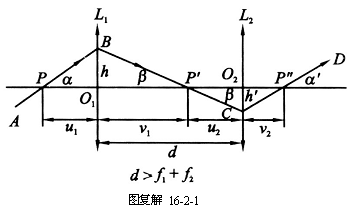 L₁ L₂
B D
P α h β P′ O₂ P″ α′
O₁ β h′
A C
u₁ v₁ u₂ v₂
d
d > f₁ + f₂
图复解 16-2-1